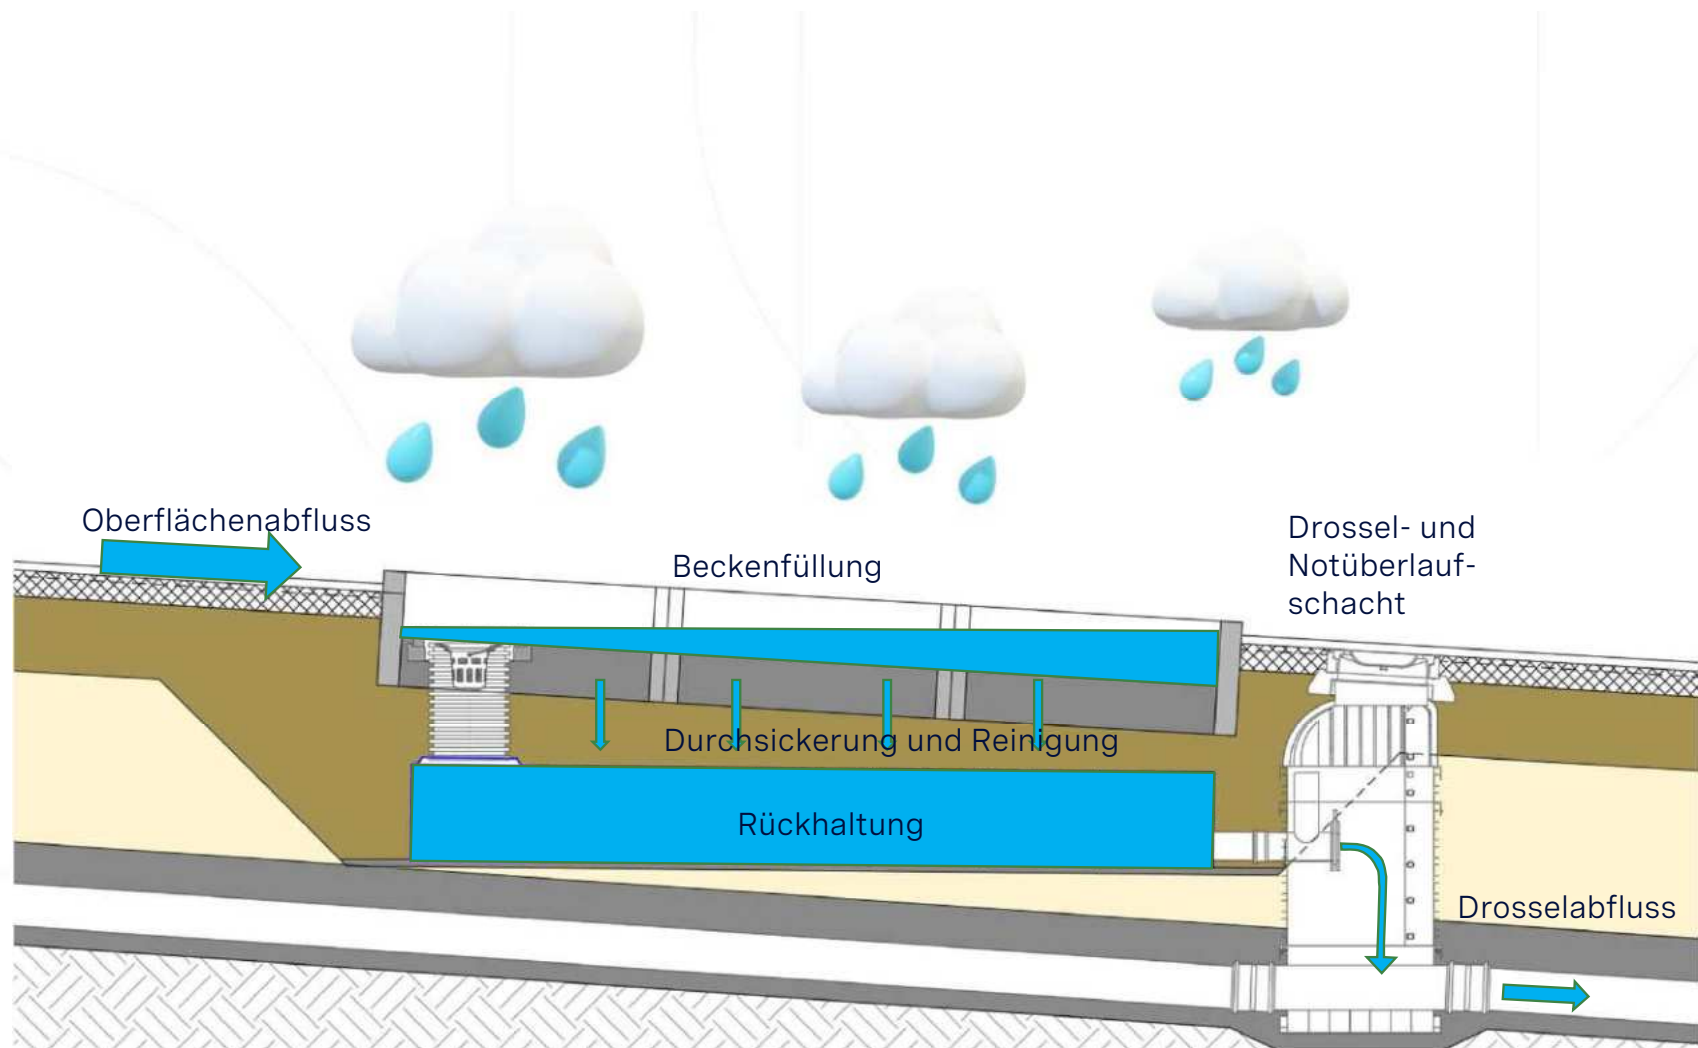 Oberflächenabfluss
Beckenfüllung
Drossel- und
Notüberlauf-
schacht
Durchsickerung und Reinigung
Rückhaltung
Drosselabfluss